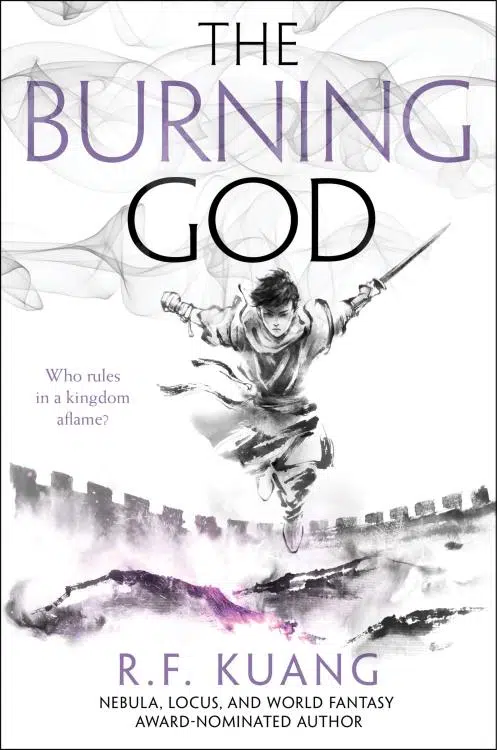 THE
BURNING
GOD
Who rules
in a kingdom
aflame?
R.F. KUANG
NEBULA, LOCUS, AND WORLD FANTASY
AWARD-NOMINATED AUTHOR